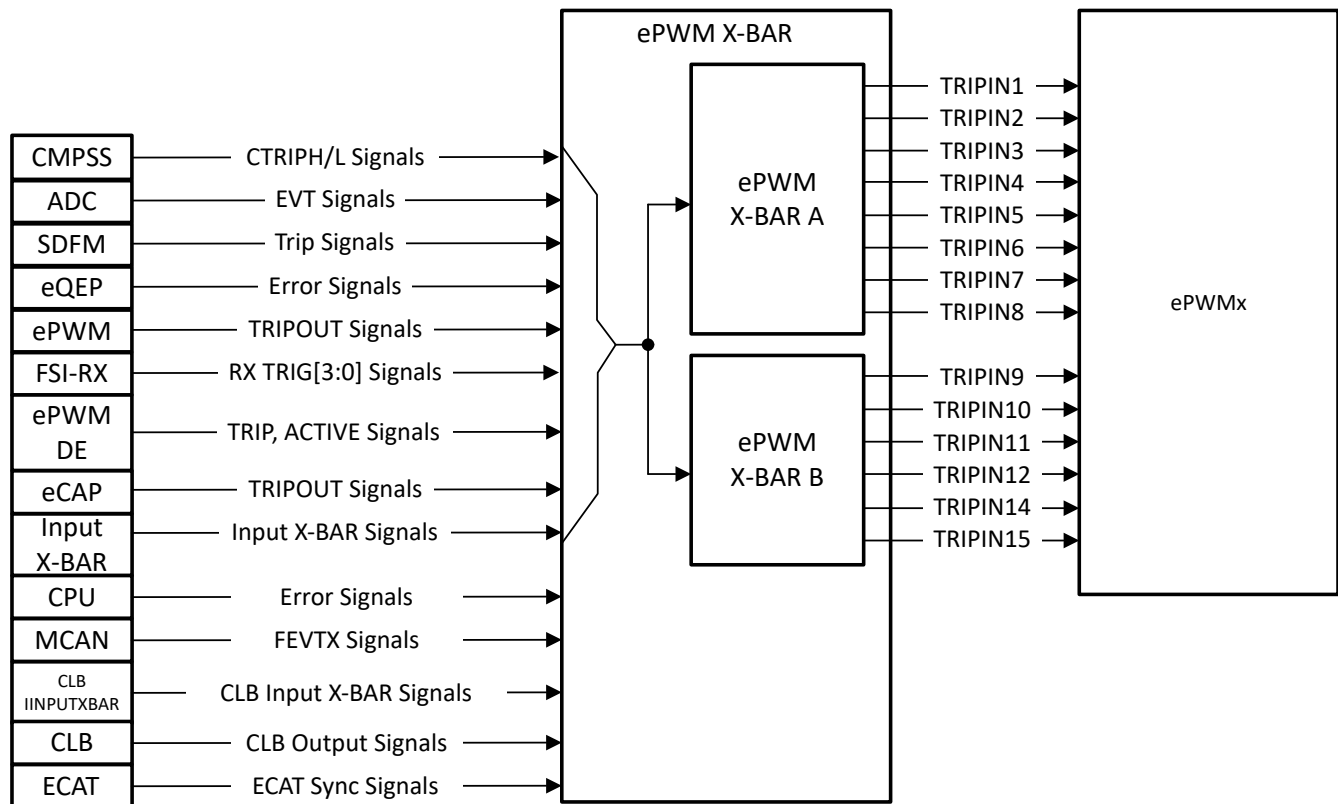 ePWM X-BAR
CMPSS
CTRIPH/L Signals
ADC
EVT Signals
SDFM
Trip Signals
eQEP
Error Signals
ePWM
TRIPOUT Signals
FSI-RX
RX TRIG[3:0] Signals
ePWM
DE
TRIP, ACTIVE Signals
eCAP
TRIPOUT Signals
Input
X-BAR
Input X-BAR Signals
CPU
Error Signals
MCAN
FEVTX Signals
CLB
IINPUTXBAR
CLB Input X-BAR Signals
CLB
CLB Output Signals
ECAT
ECAT Sync Signals
ePWM
X-BAR A
ePWM
X-BAR B
TRIPIN1
TRIPIN2
TRIPIN3
TRIPIN4
TRIPIN5
TRIPIN6
TRIPIN7
TRIPIN8
TRIPIN9
TRIPIN10
TRIPIN11
TRIPIN12
TRIPIN14
TRIPIN15
ePWMx